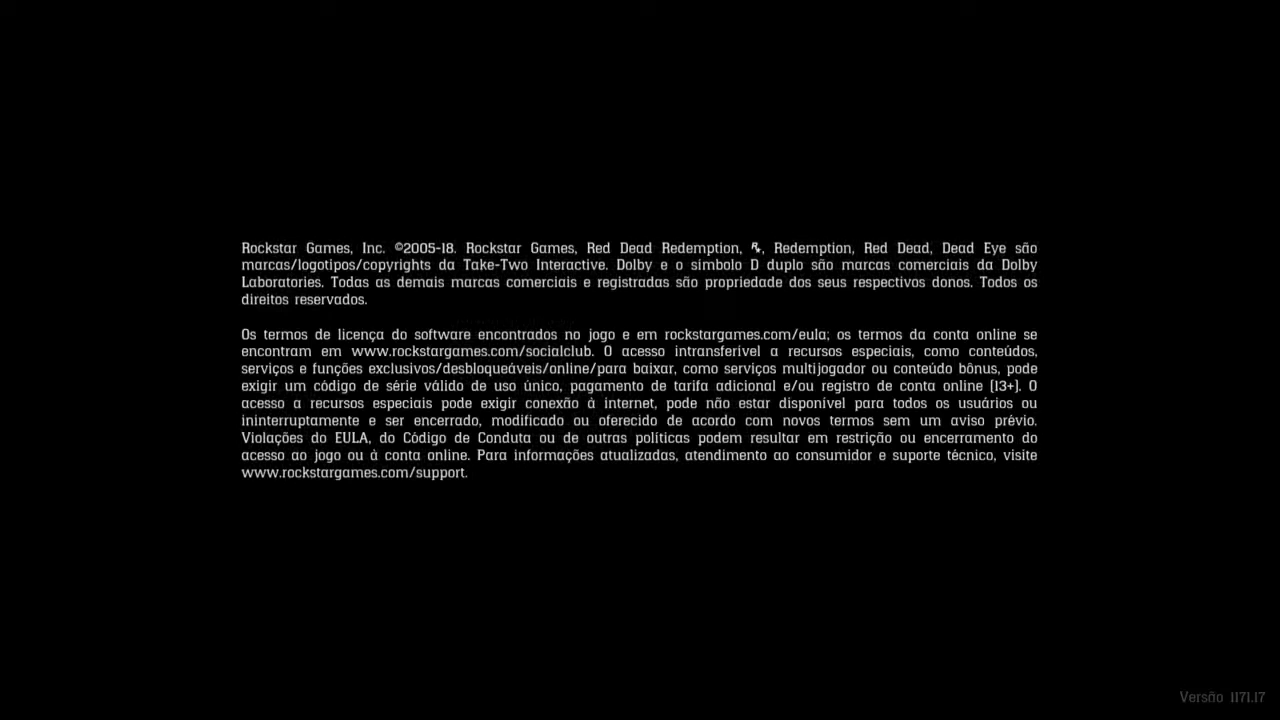 Rockstar Games, Inc. ©2005-18. Rockstar Games, Red Dead Redemption, R*, Redemption, Red Dead, Dead Eye são
marcas/logotipos/copyrights da Take-Two Interactive. Dolby e o símbolo D duplo são marcas comerciais da Dolby
Laboratories. Todas as demais marcas comerciais e registradas são propriedade dos seus respectivos donos. Todos os
direitos reservados.
Os termos de licença do software encontrados no jogo e em rockstargames.com/eula; os termos da conta online se
encontram em www.rockstargames.com/socialclub. O acesso intransferível a recursos especiais, como conteúdos,
serviços e funções exclusivos/desbloqueáveis/online/para baixar, como serviços multijogador ou conteúdo bônus, pode
exigir um código de série válido de uso único, pagamento de tarifa adicional e/ou registro de conta online (13+). O
acesso a recursos especiais pode exigir conexão à internet, pode não estar disponível para todos os usuários ou
ininterruptamente e ser encerrado, modificado ou oferecido de acordo com novos termos sem um aviso prévio.
Violações do EULA, do Código de Conduta ou de outras políticas podem resultar em restrição ou encerramento do
acesso ao jogo ou à conta online. Para informações atualizadas, atendimento ao consumidor e suporte técnico, visite
www.rockstargames.com/support.
Versão 1171.17